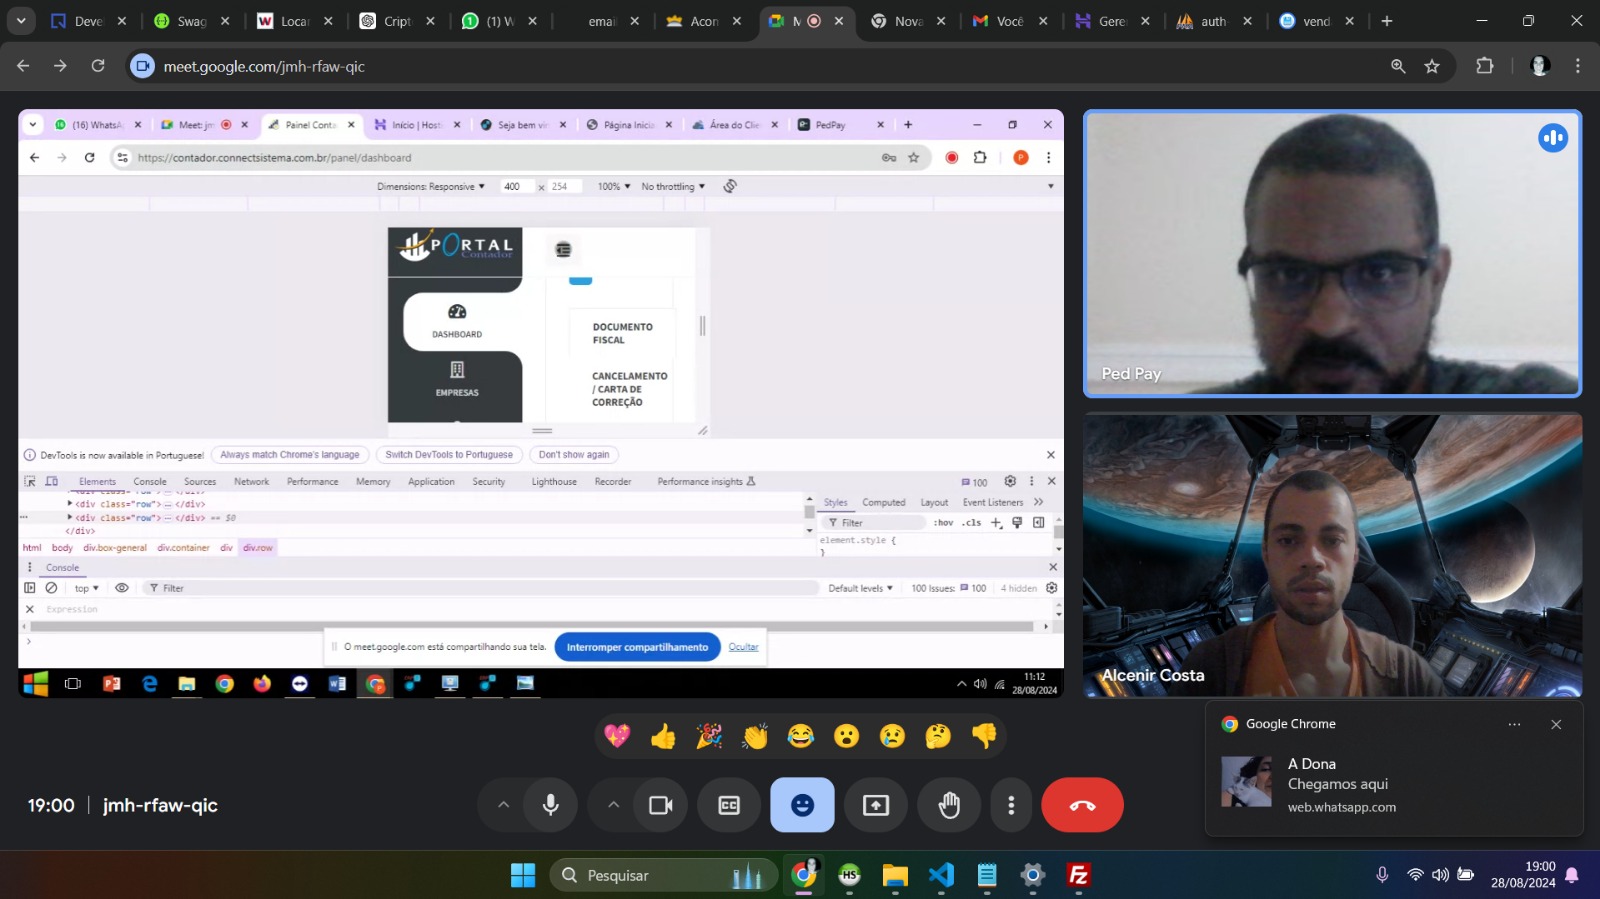 Deve
Swag
Locar
Cript
(1) W
email
Acom
M
Nova
Você
Gerer
auth-
vend
meet.google.com/jmh-rfaw-qic
(16) WhatsA
Meet: jm
Painel Conta
Início | Host
Seja bem vin
Página Inicia
Área do Clie
PedPay
https://contador.connectsistema.com.br/panel/dashboard
P
Dimensions: Responsive
400
x
254
100%
No throttling
PORTAL
Contador
DASHBOARD
EMPRESAS
DOCUMENTO
FISCAL
CANCELAMENTO
/ CARTA DE
CORREÇÃO
DevTools is now available in Portuguese!
Always match Chrome's language
Switch DevTools to Portuguese
Don't show again
Elements
Console
Sources
Network
Performance
Memory
Application
Security
Lighthouse
Recorder
Performance insights
100
<div class="row"> … </div>
<div class="row"> … </div>
<div class="row"> … </div> == $0
</div>
html body div.box-general div.container div div.row
Styles
Computed
Layout
Event Listeners
Filter
:hov .cls
element.style {
}
Console
top
Filter
Default levels
100 Issues:
100
4 hidden
Expression
O meet.google.com está compartilhando sua tela.
Interromper compartilhamento
Ocultar
11:12
28/08/2024
Ped Pay
Alcenir Costa
19:00
jmh-rfaw-qic
Google Chrome
A Dona
Chegamos aqui
web.whatsapp.com
Pesquisar
19:00
28/08/2024